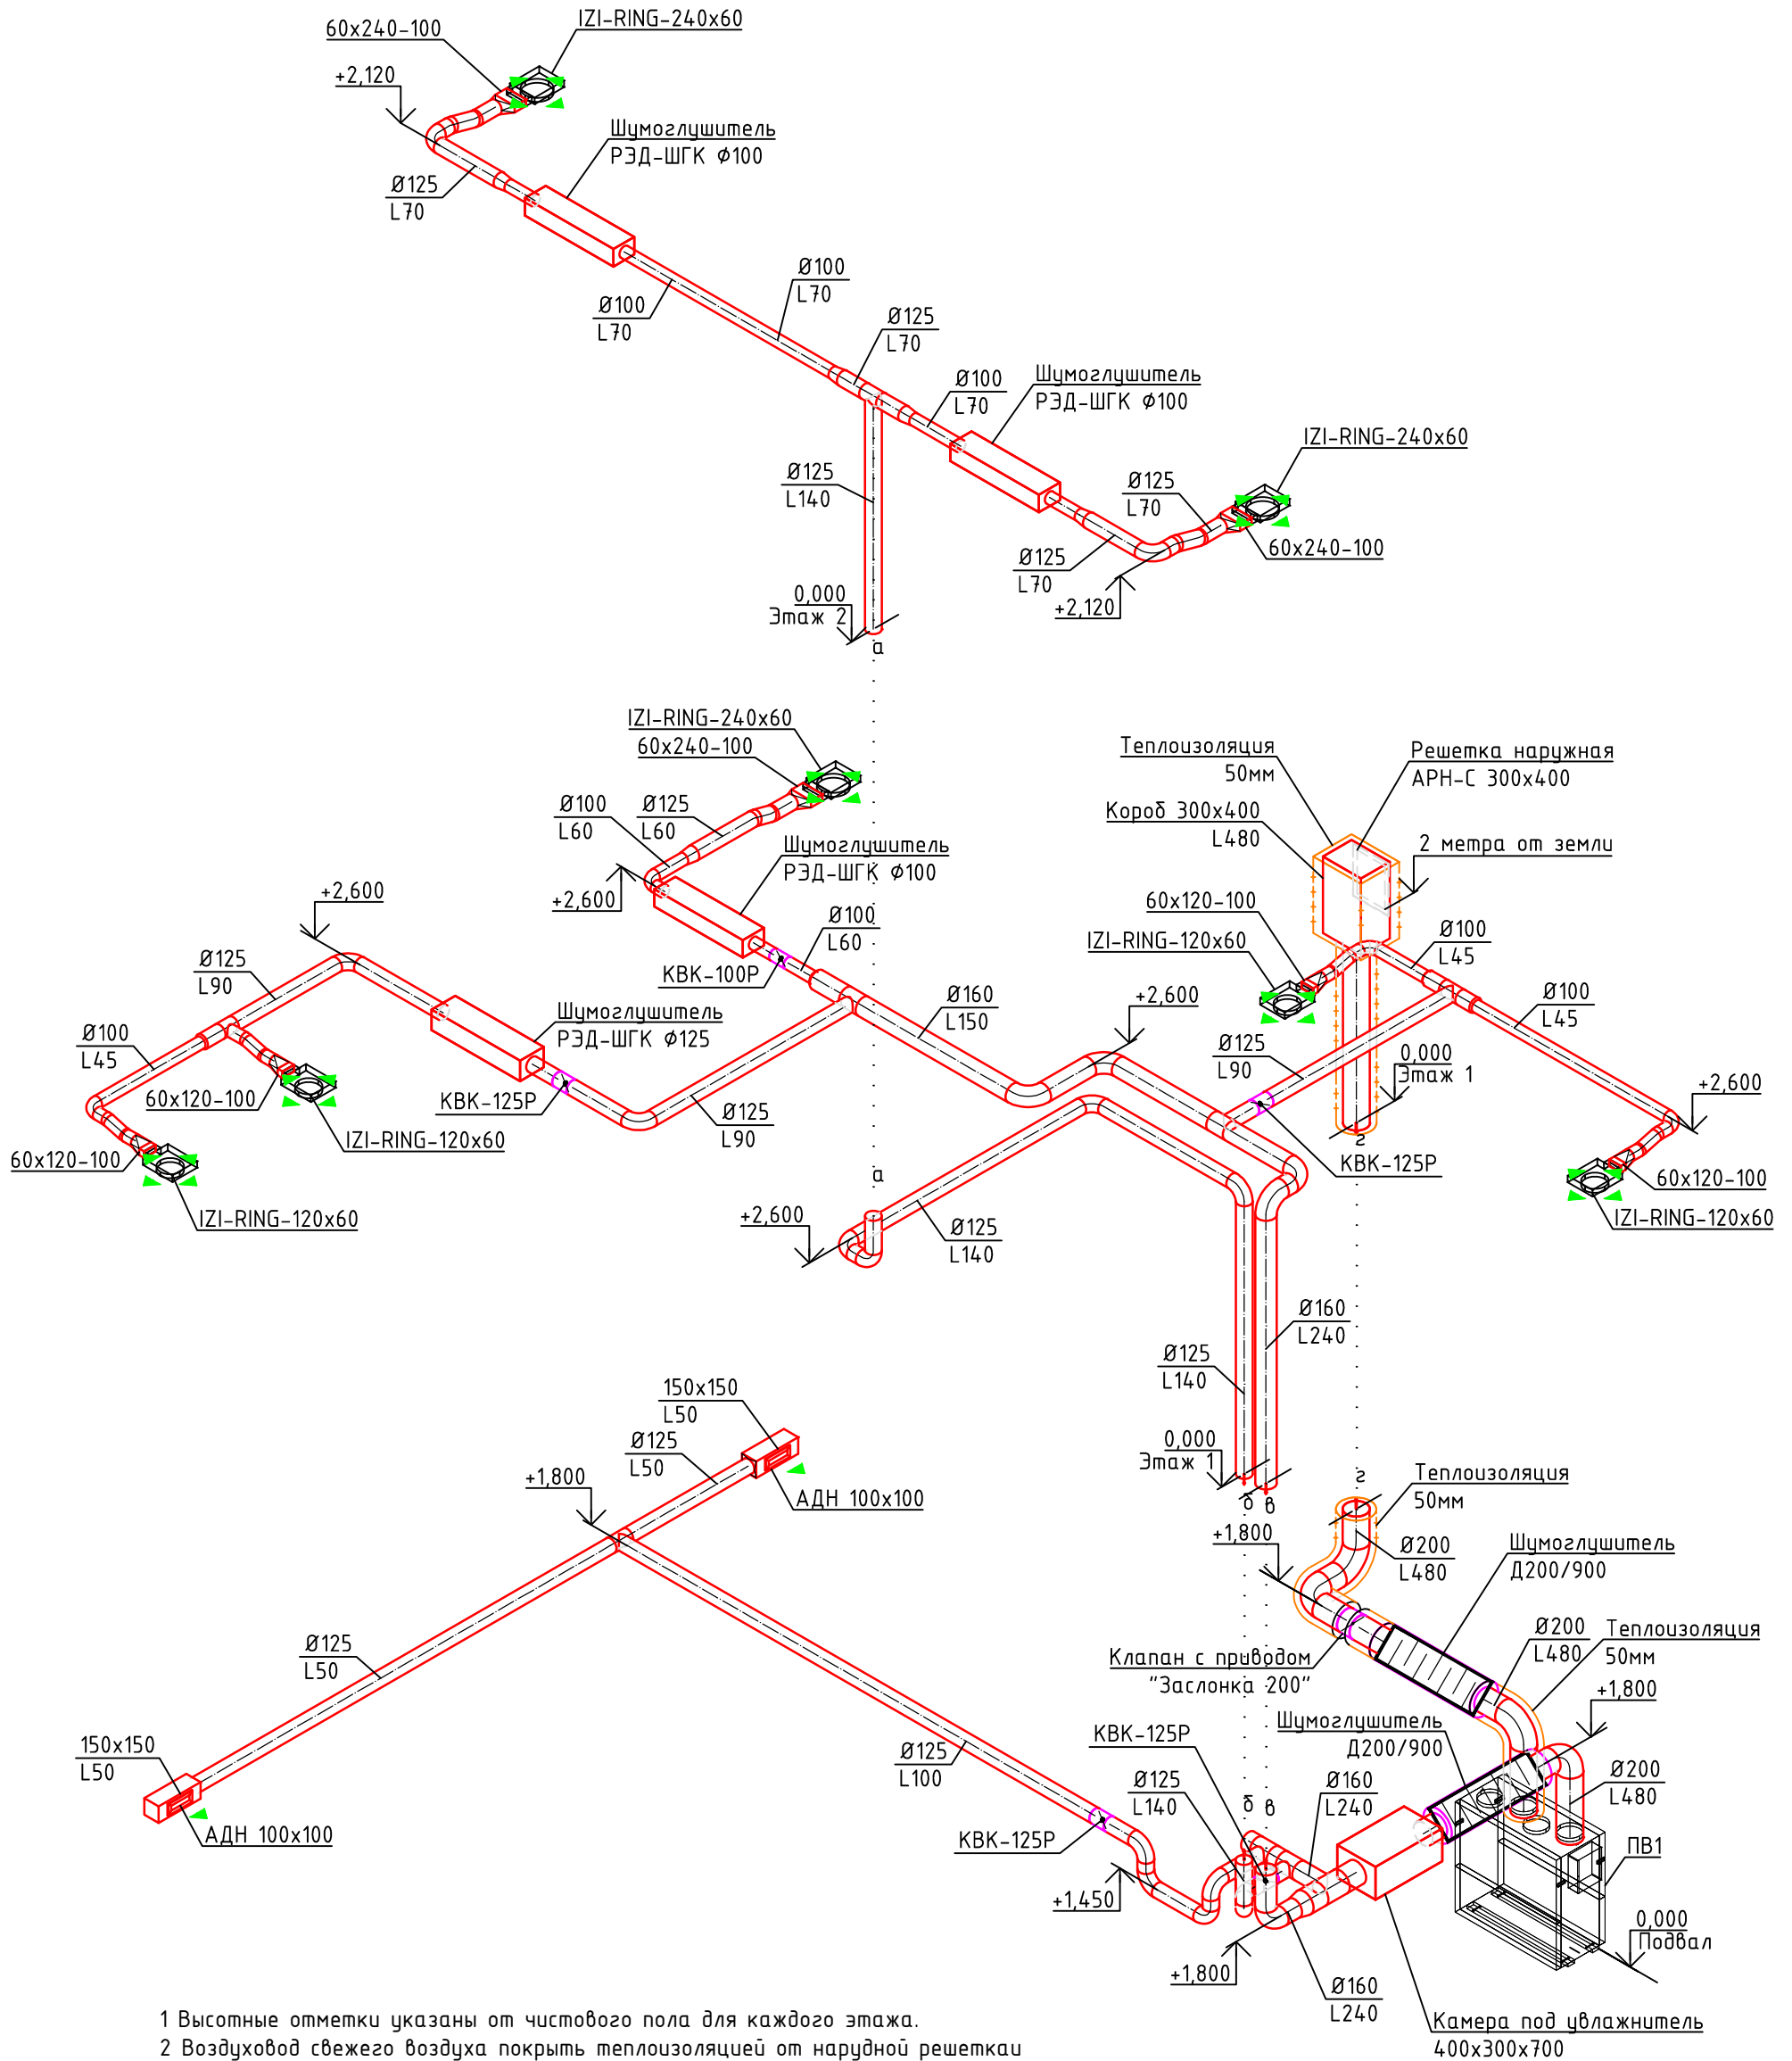 IZI-RING-240x60
60x240-100
+2,120
Шумоглушитель
РЭД-ШГК Ф100
Ø125
L70
Ø100
L70
Ø100
L70
Ø125
L70
Ø100
L70
Шумоглушитель
РЭД-ШГК Ф100
IZI-RING-240x60
Ø125
L140
Ø125
L70
60x240-100
Ø125
L70
+2,120
0,000
Этаж 2
а
IZI-RING-240x60
60x240-100
Теплоизоляция
50мм
Решетка наружная
АРН-С 300x400
Короб 300x400
L480
2 метра от земли
Ø100
L60
Ø125
L60
Шумоглушитель
РЭД-ШГК Ф100
+2,600
+2,600
60x120-100
IZI-RING-120x60
Ø100
L60
Ø100
L45
Ø125
L90
КВК-100Р
Ø160
L150
+2,600
Ø100
L45
Шумоглушитель
РЭД-ШГК Ф125
Ø100
L45
Ø125
L90
0,000
Этаж 1
+2,600
60x120-100
КВК-125Р
IZI-RING-120x60
Ø125
L90
г
60x120-100
КВК-125Р
60x120-100
IZI-RING-120x60
а
IZI-RING-120x60
+2,600
Ø125
L140
Ø160
L240
Ø125
L140
150x150
L50
Ø125
L50
+1,800
АДН 100x100
0,000
Этаж 1
б
в
г
Теплоизоляция
50мм
+1,800
Ø200
L480
Шумоглушитель
Д200/900
Ø125
L50
Клапан с приводом
"Заслонка 200"
Ø200
L480
Теплоизоляция
50мм
+1,800
Шумоглушитель
Д200/900
КВК-125Р
150x150
L50
Ø125
L100
Ø125
L140
б
в
Ø160
L240
Ø200
L480
АДН 100x100
КВК-125Р
ПВ1
+1,450
0,000
Подвал
+1,800
Ø160
L240
Камера под увлажнитель
400x300x700
1 Высотные отметки указаны от чистового пола для каждого этажа.
2 Воздуховод свежего воздуха покрыть теплоизоляцией от нарудной решеткаи